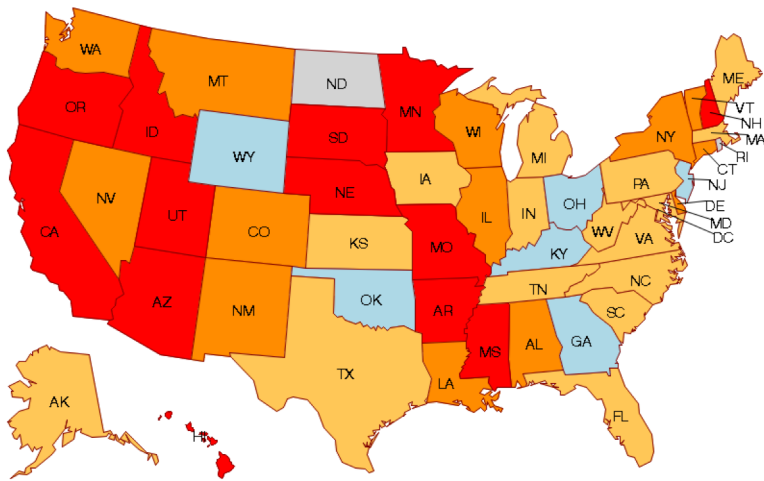 WA
MT
ND
MN
ME
VT
NH
MA
RI
CT
NJ
DE
MD
DC
OR
ID
SD
WI
NY
MI
WY
IA
PA
NE
IL
IN
OH
NV
UT
CO
KS
MO
WV
VA
KY
CA
AZ
NM
OK
AR
TN
NC
SC
MS
AL
GA
TX
LA
FL
AK
HI